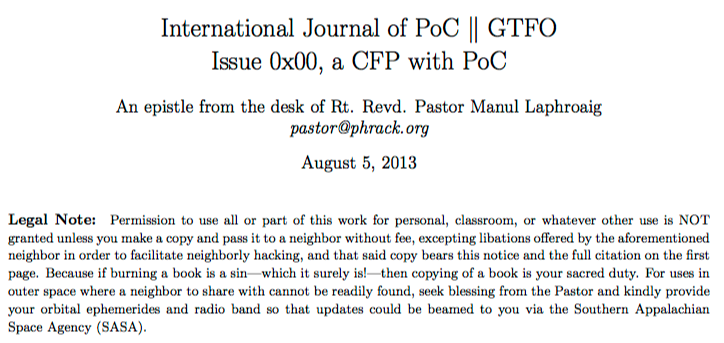 International Journal of PoC || GTFO
Issue 0x00, a CFP with PoC
An epistle from the desk of Rt. Revd. Pastor Manul Laphroaig
pastor@phrack.org
August 5, 2013
Legal Note: Permission to use all or part of this work for personal, classroom, or whatever other use is NOT
granted unless you make a copy and pass it to a neighbor without fee, excepting libations offered by the aforementioned
neighbor in order to facilitate neighborly hacking, and that said copy bears this notice and the full citation on the first
page. Because if burning a book is a sin—which it surely is!—then copying of a book is your sacred duty. For uses in
outer space where a neighbor to share with cannot be readily found, seek blessing from the Pastor and kindly provide
your orbital ephemerides and radio band so that updates could be beamed to you via the Southern Appalachian
Space Agency (SASA).